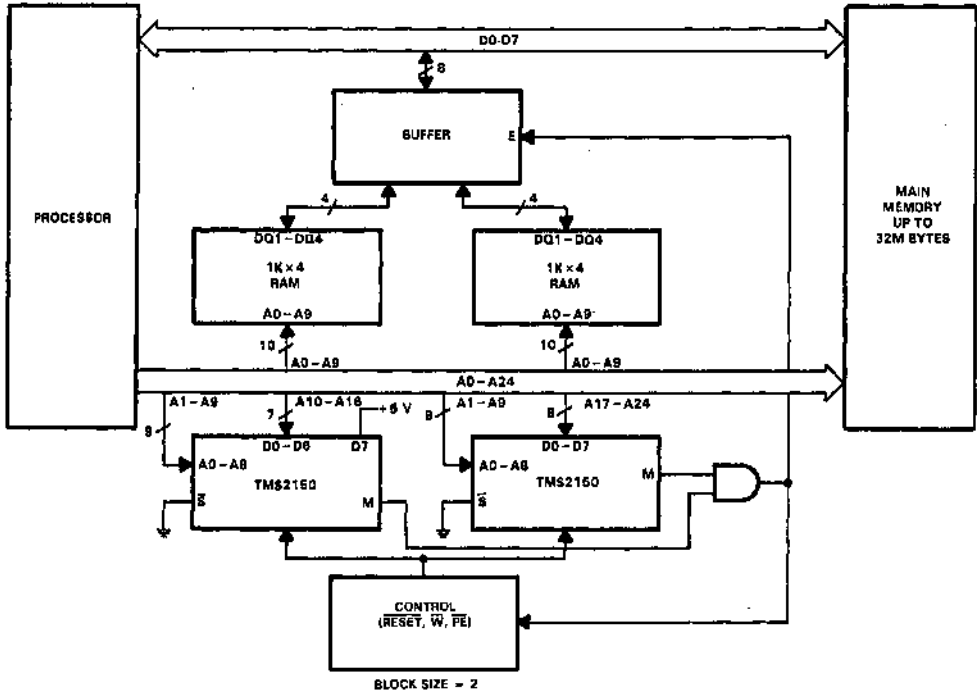 D0-D7
8
BUFFER
E
PROCESSOR
MAIN
MEMORY
UP TO
32M BYTES
4
4
DQ1-DQ4
1K × 4
RAM
A0-A9
DQ1-DQ4
1K × 4
RAM
A0-A9
10
A0-A9
10
A0-A9
A0-A24
A1-A9
9
7
A10-A16
+5 V
A1-A9
9
8
A17-A24
D0-D6
D7
A0-A8
TMS2150
S
M
D0-D7
A0-A8
TMS2150
S
M
CONTROL
(RESET, W, PE)
BLOCK SIZE = 2